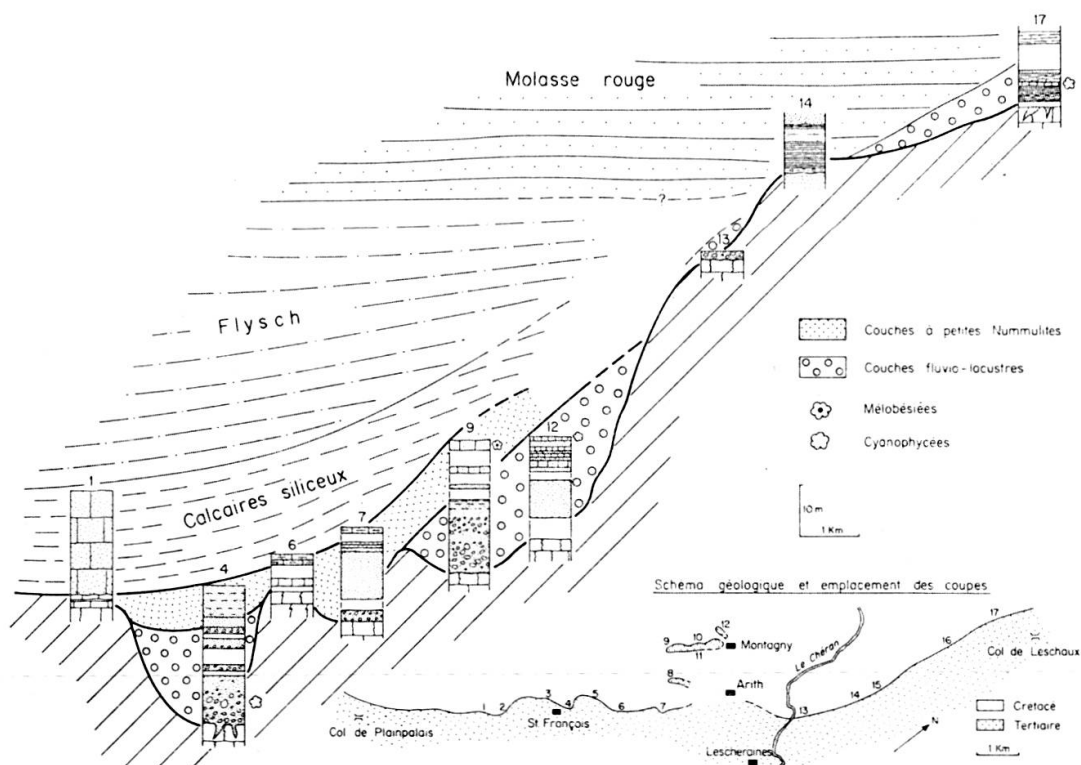 17
Molasse rouge
14
?
13
Flysch
Couches à petites Nummulites
Couches fluvio-lacustres
Mélobésiées
Cyanophycées
9
12
1
Calcaires siliceux
7
10 m
1 Km
6
4
Schéma géologique et emplacement des coupes
17
12
9 10
11
Montagny
Le Chéran
16
Col de Leschaux
8
Arith
15
14
3 5
1 2 4 6 7
13
Crétacé
St François
Tertiaire
Col de Plainpalais
N
Lescheraines
1 Km